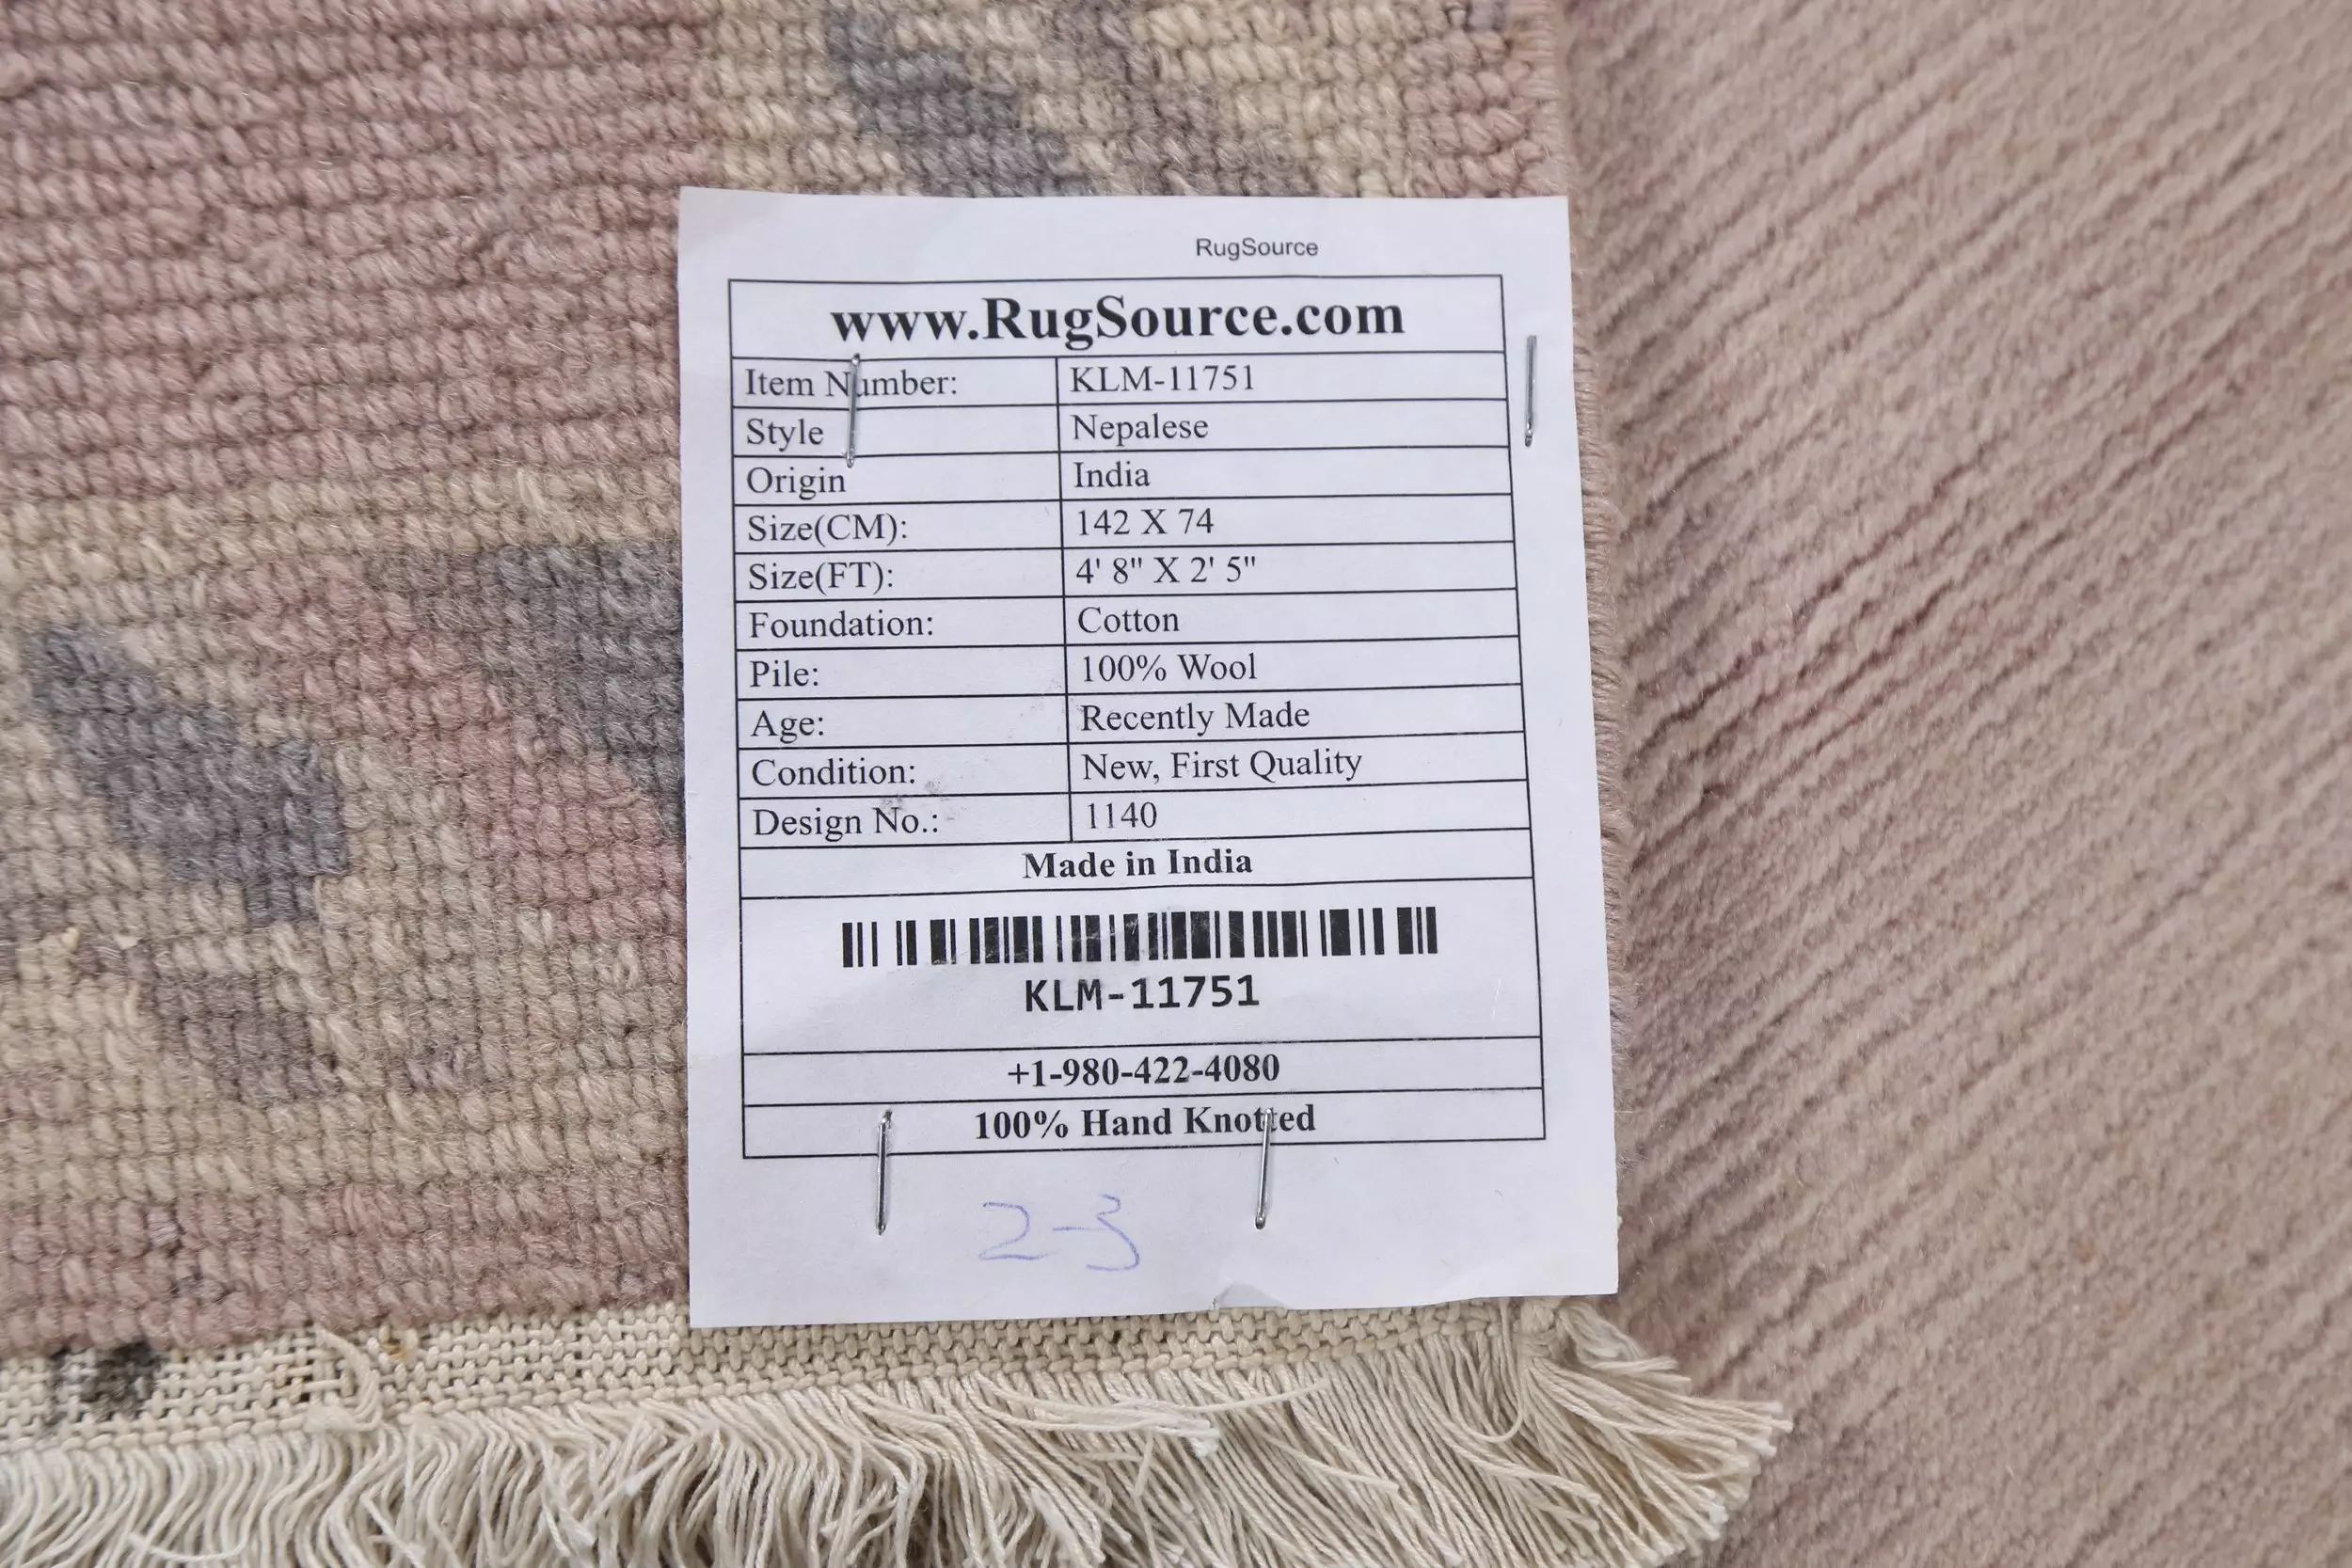 RugSource
www.RugSource.com
Item Number: KLM-11751
Style Nepalese
Origin India
Size(CM): 142 X 74
Size(FT): 4' 8" X 2' 5"
Foundation: Cotton
Pile: 100% Wool
Age: Recently Made
Condition: New, First Quality
Design No.: 1140
Made in India
KLM-11751
+1-980-422-4080
100% Hand Knotted
2-3